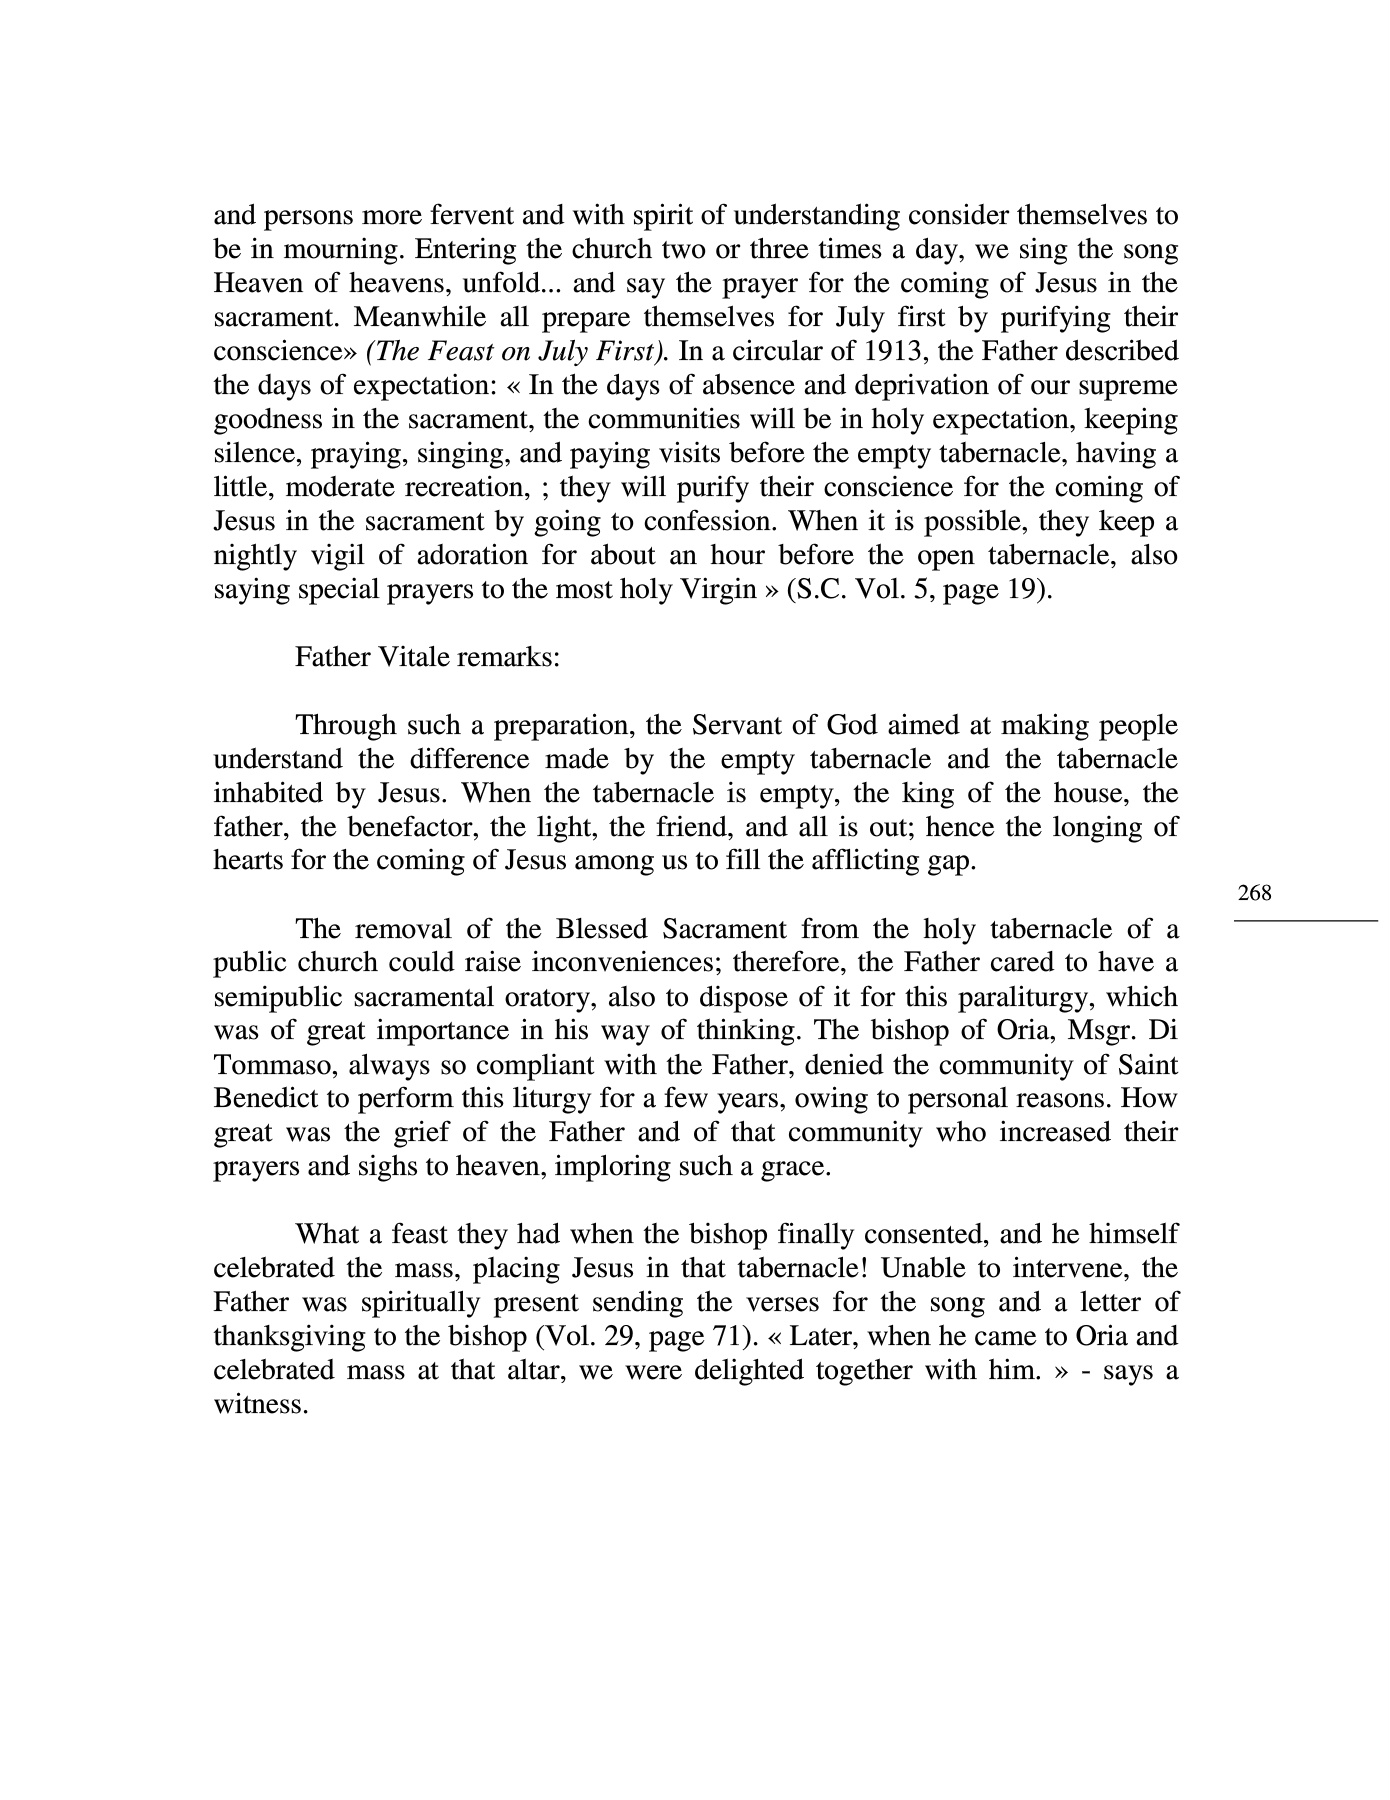 and persons more fervent and with spirit of understanding consider themselves to
be in mourning. Entering the church two or three times a day, we sing the song
Heaven of heavens, unfold... and say the prayer for the coming of Jesus in the
sacrament. Meanwhile all prepare themselves for July first by purifying their
conscience» (The Feast on July First). In a circular of 1913, the Father described
the days of expectation: « In the days of absence and deprivation of our supreme
goodness in the sacrament, the communities will be in holy expectation, keeping
silence, praying, singing, and paying visits before the empty tabernacle, having a
little, moderate recreation, ; they will purify their conscience for the coming of
Jesus in the sacrament by going to confession. When it is possible, they keep a
nightly vigil of adoration for about an hour before the open tabernacle, also
saying special prayers to the most holy Virgin » (S.C. Vol. 5, page 19).
Father Vitale remarks:
Through such a preparation, the Servant of God aimed at making people
understand the difference made by the empty tabernacle and the tabernacle
inhabited by Jesus. When the tabernacle is empty, the king of the house, the
father, the benefactor, the light, the friend, and all is out; hence the longing of
hearts for the coming of Jesus among us to fill the afflicting gap.
268
The removal of the Blessed Sacrament from the holy tabernacle of a
public church could raise inconveniences; therefore, the Father cared to have a
semipublic sacramental oratory, also to dispose of it for this paraliturgy, which
was of great importance in his way of thinking. The bishop of Oria, Msgr. Di
Tommaso, always so compliant with the Father, denied the community of Saint
Benedict to perform this liturgy for a few years, owing to personal reasons. How
great was the grief of the Father and of that community who increased their
prayers and sighs to heaven, imploring such a grace.
What a feast they had when the bishop finally consented, and he himself
celebrated the mass, placing Jesus in that tabernacle! Unable to intervene, the
Father was spiritually present sending the verses for the song and a letter of
thanksgiving to the bishop (Vol. 29, page 71). « Later, when he came to Oria and
celebrated mass at that altar, we were delighted together with him. » - says a
witness.